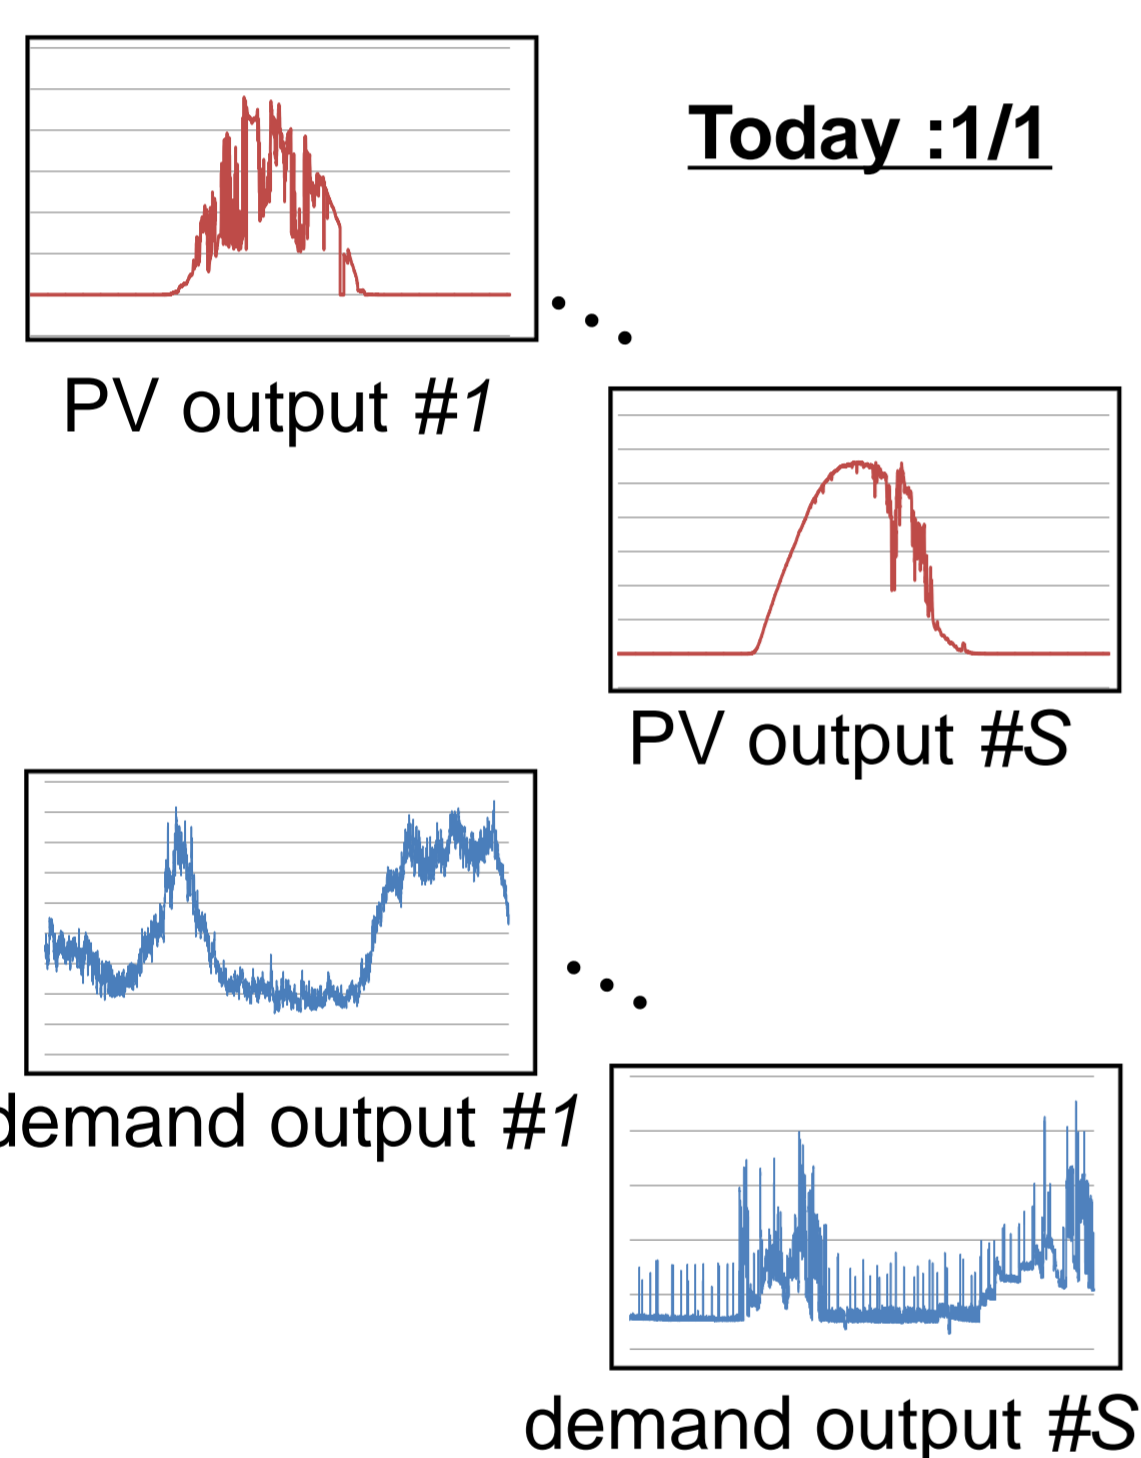 Today :1/1
PV output #1
PV output #S
demand output #1
demand output #S